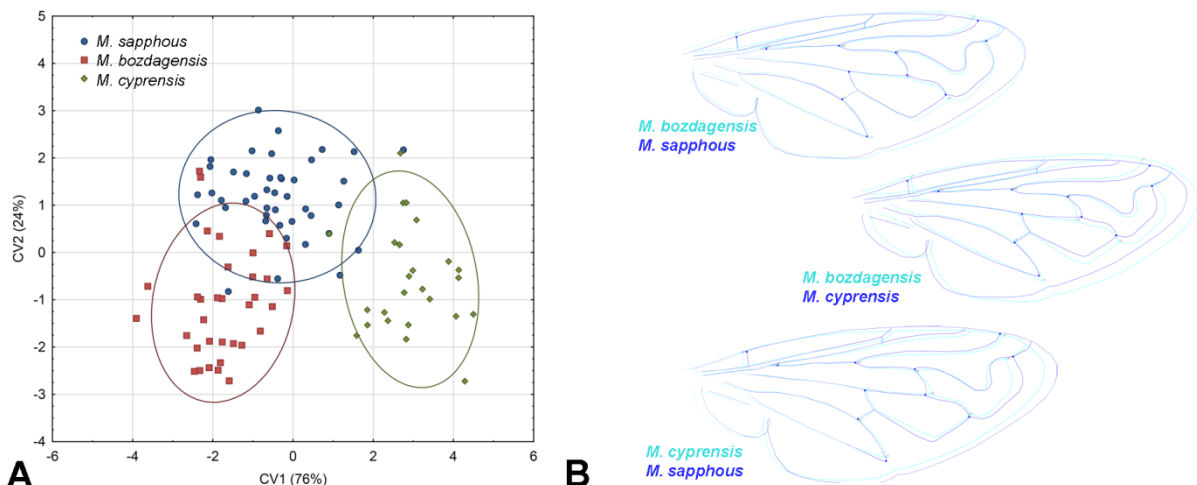 5
4
3
2
1
0
-1
-2
-3
-4
CV2 (24%)
M. sapphous
M. bozdagensis
M. cyprensis
-6
-4
-2
0
2
4
6
CV1 (76%)
A
M. bozdagensis
M. sapphous
M. bozdagensis
M. cyprensis
M. cyprensis
M. sapphous
B